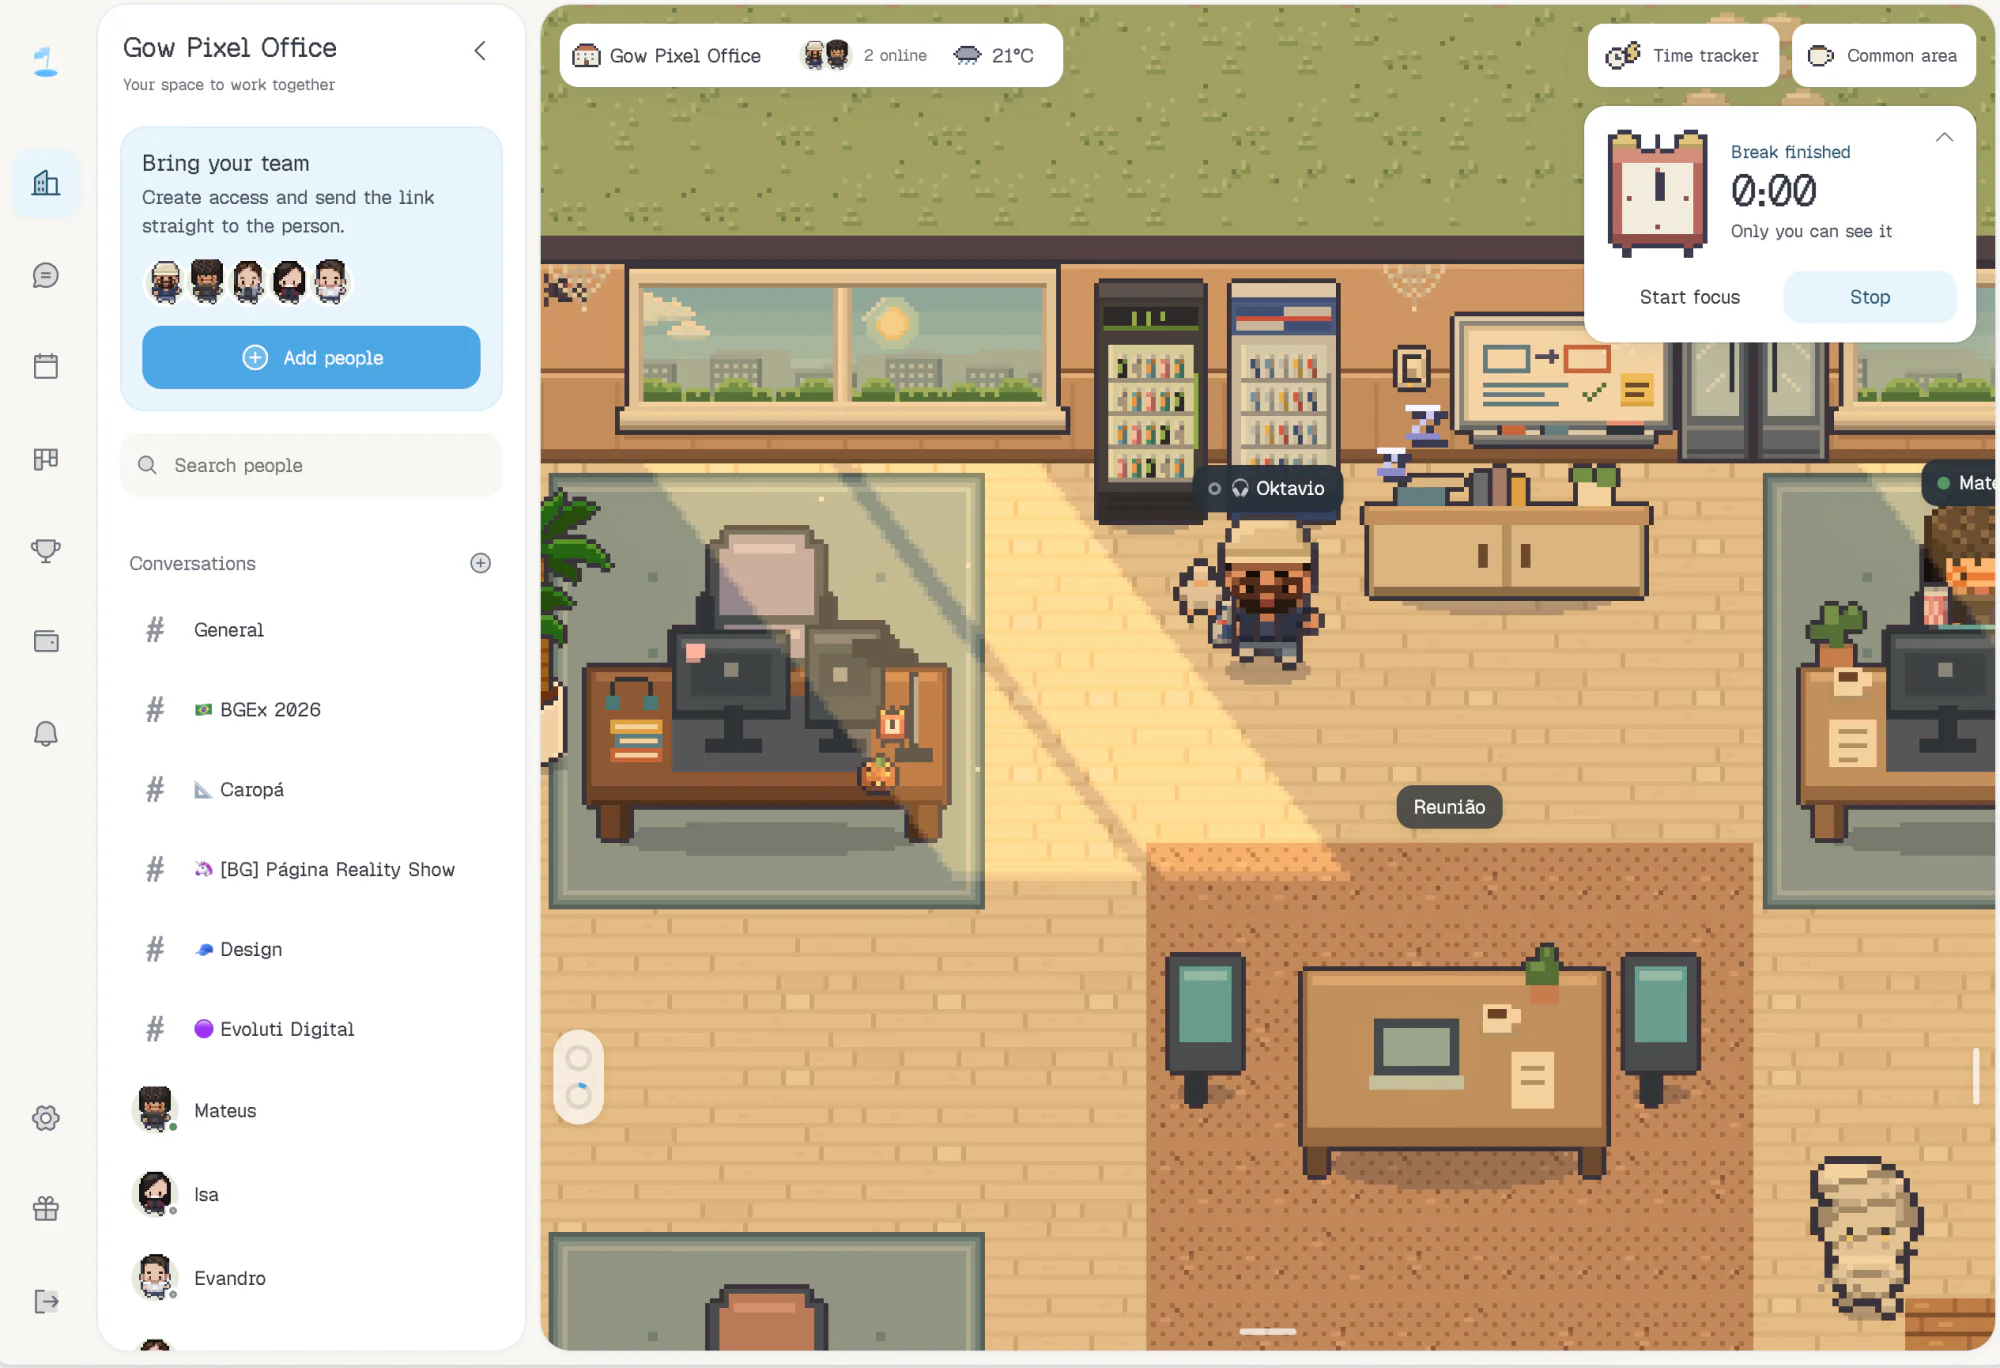 Gow Pixel Office
Your space to work together
Bring your team
Create access and send the link
straight to the person.
Add people
Search people
Conversations
# General
# BGEx 2026
# Caropá
# [BG] Página Reality Show
# Design
# Evoluti Digital
Mateus
Isa
Evandro
Gow Pixel Office
2 online
21°C
Time tracker
Common area
Break finished
0:00
Only you can see it
Start focus
Stop
Oktavio
Mate
Reunião